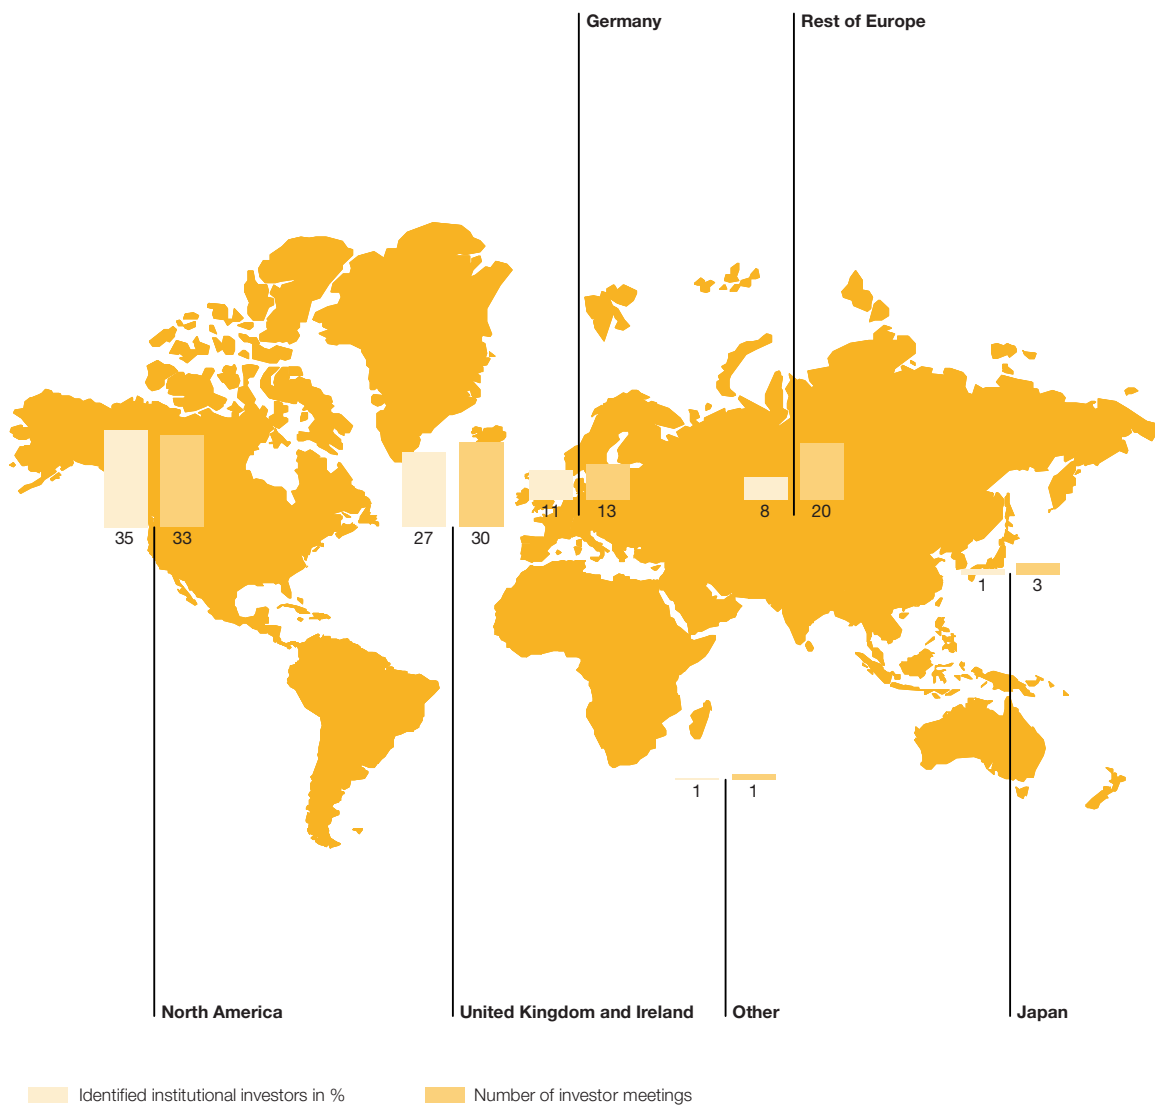 Germany
Rest of Europe
11
13
8
20
35
33
27
30
1
3
1
1
North America
United Kingdom and Ireland
Other
Japan
Identified institutional investors in %
Number of investor meetings